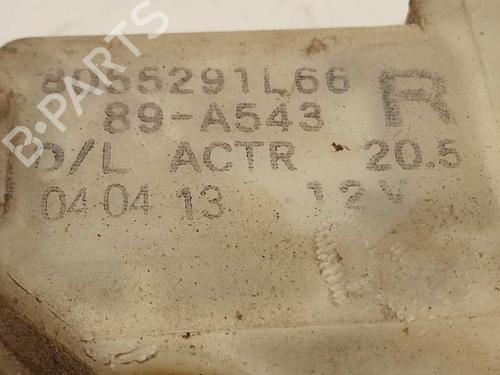 8055291L66 R
89-A543
D/L ACTR 20.5
04 04 13 12V
B-PARTS